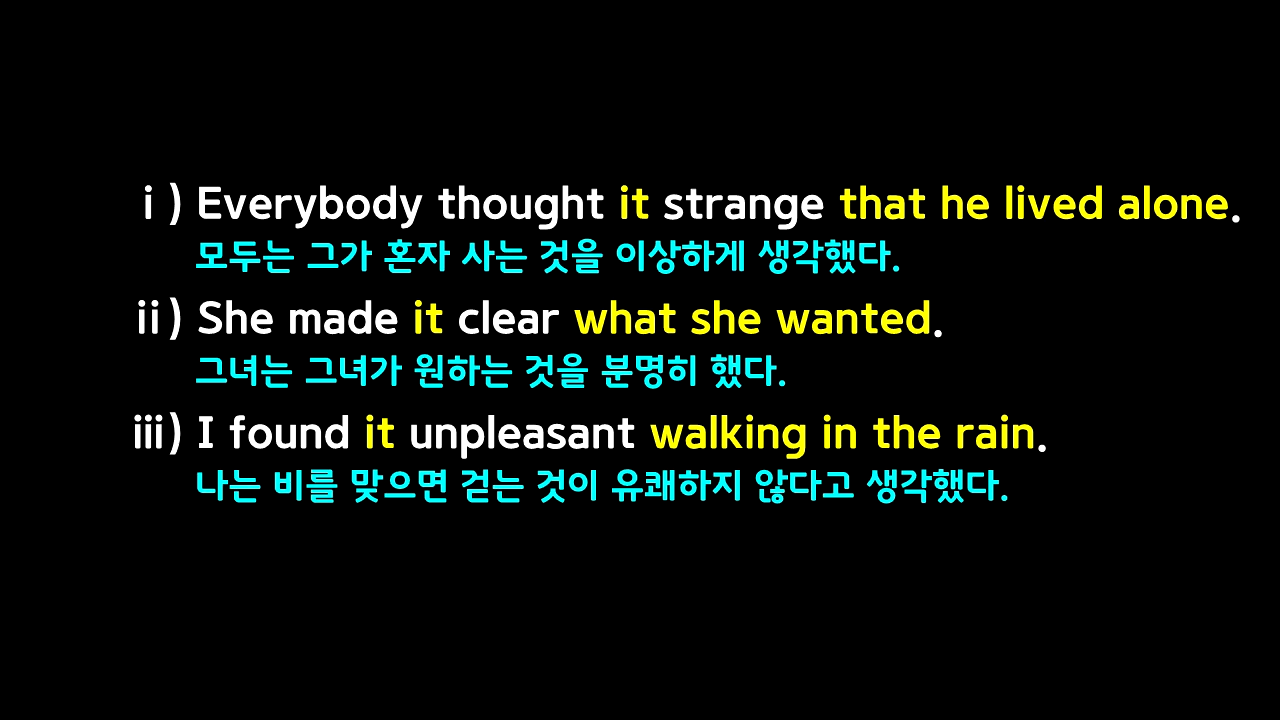 ⅰ) Everybody thought it strange that he lived alone.
모두는 그가 혼자 사는 것을 이상하게 생각했다.
ⅱ) She made it clear what she wanted.
그녀는 그녀가 원하는 것을 분명히 했다.
ⅲ) I found it unpleasant walking in the rain.
나는 비를 맞으면 걷는 것이 유쾌하지 않다고 생각했다.